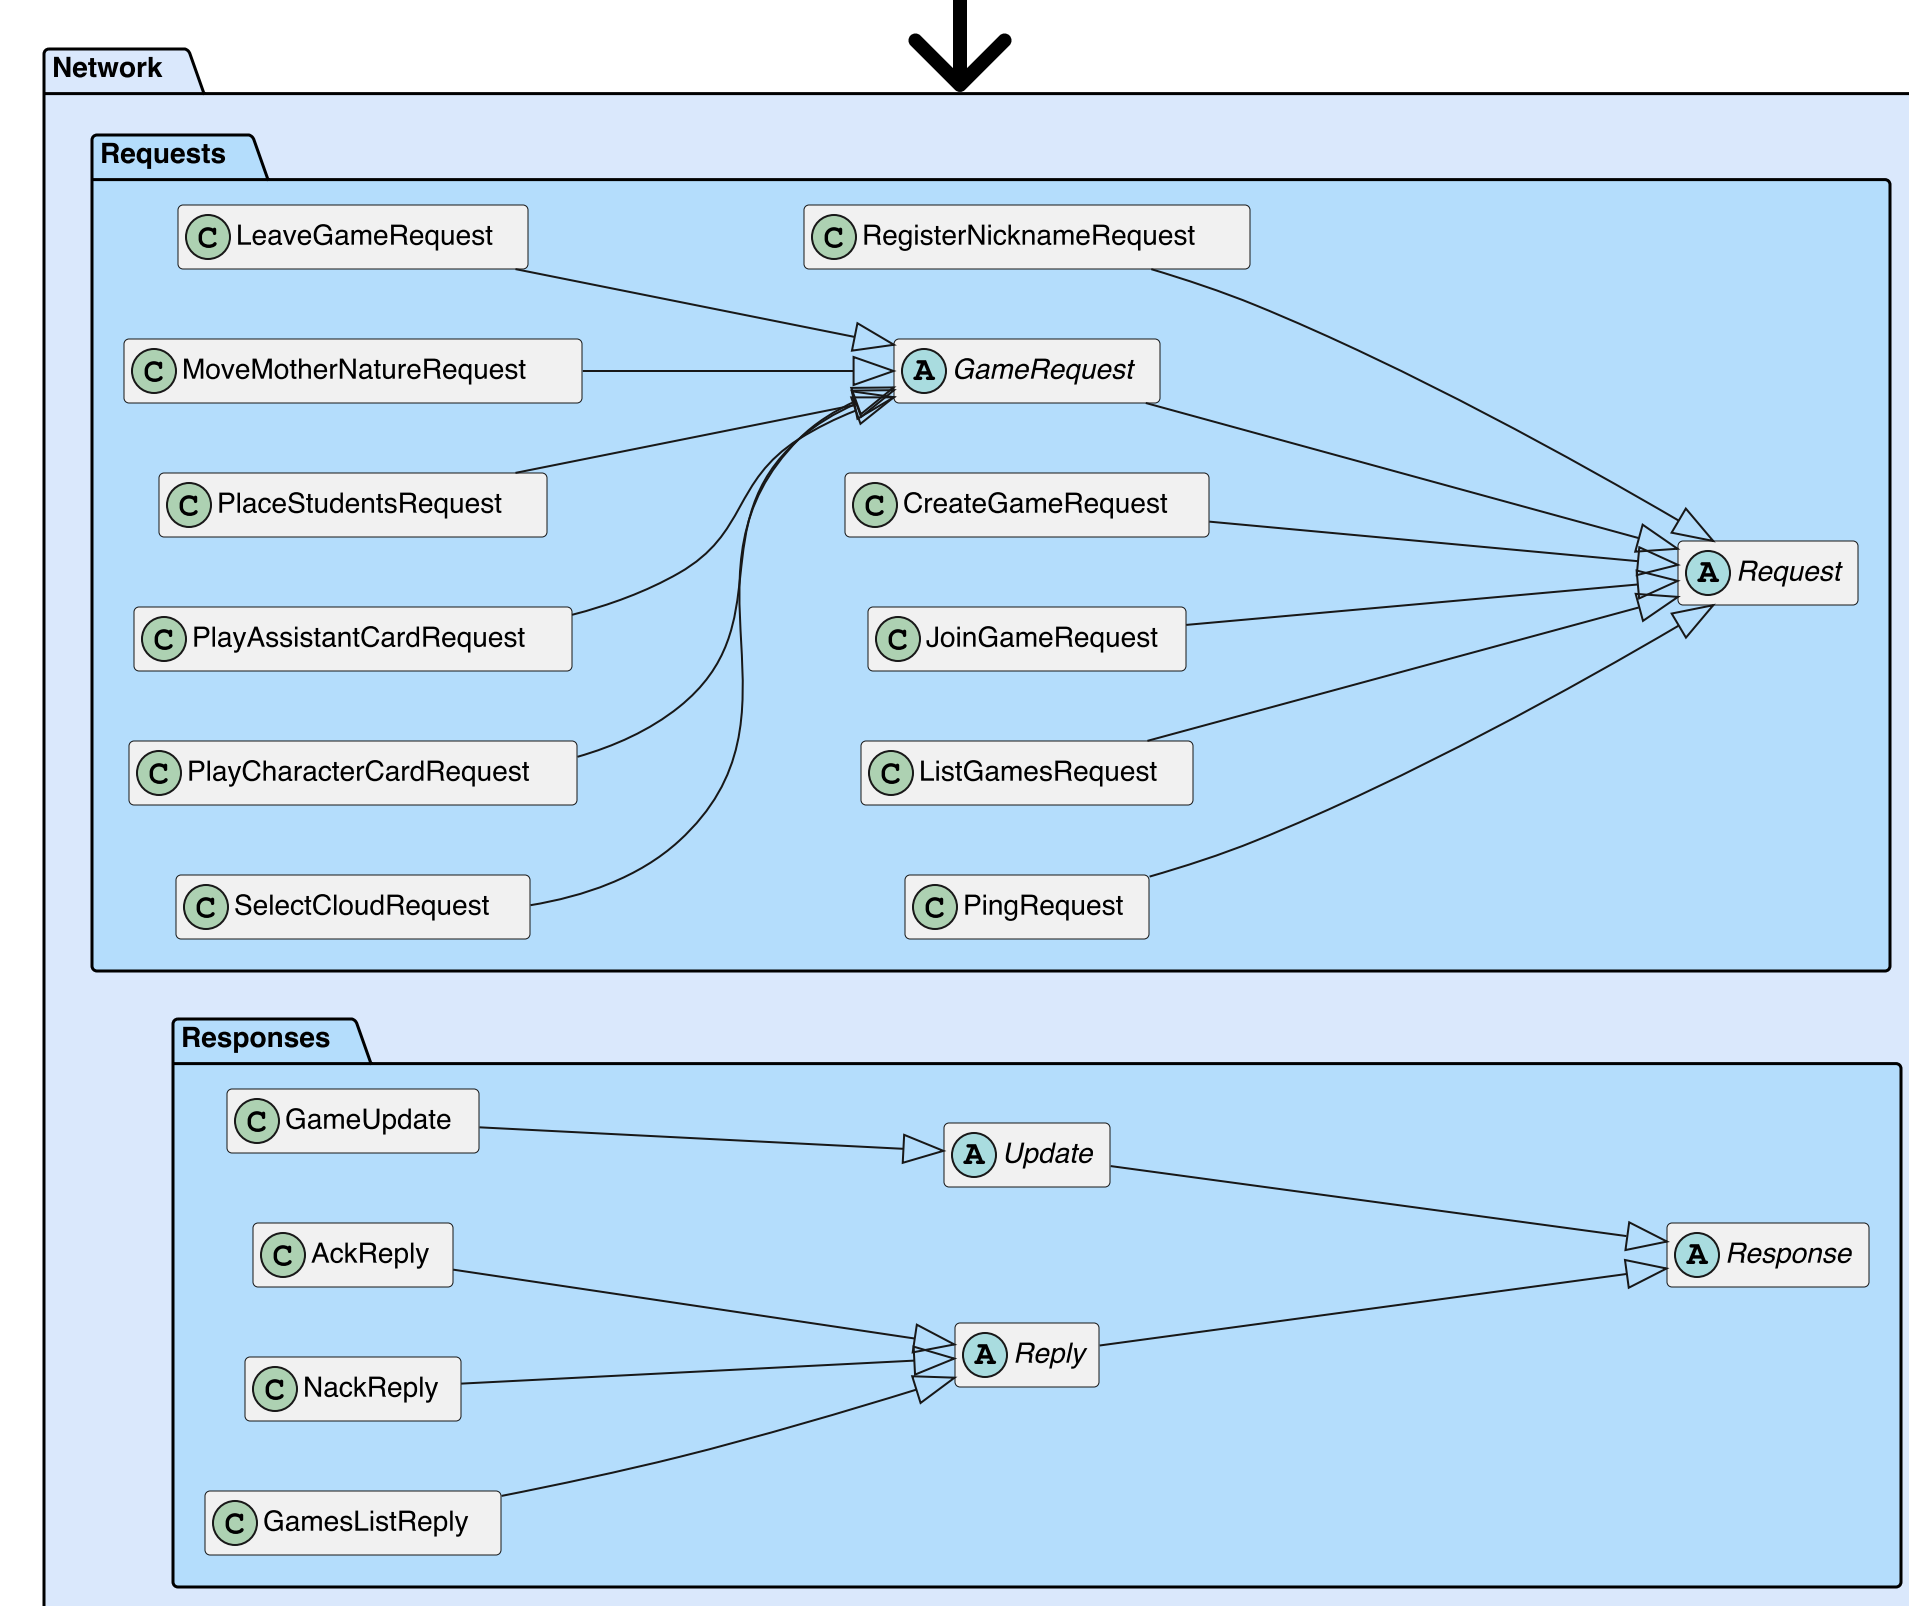 Network
Requests
C LeaveGameRequest
C RegisterNicknameRequest
C MoveMotherNatureRequest
A GameRequest
C PlaceStudentsRequest
C CreateGameRequest
A Request
C PlayAssistantCardRequest
C JoinGameRequest
C PlayCharacterCardRequest
C ListGamesRequest
C SelectCloudRequest
C PingRequest
Responses
C GameUpdate
A Update
C AckReply
A Response
A Reply
C NackReply
C GamesListReply